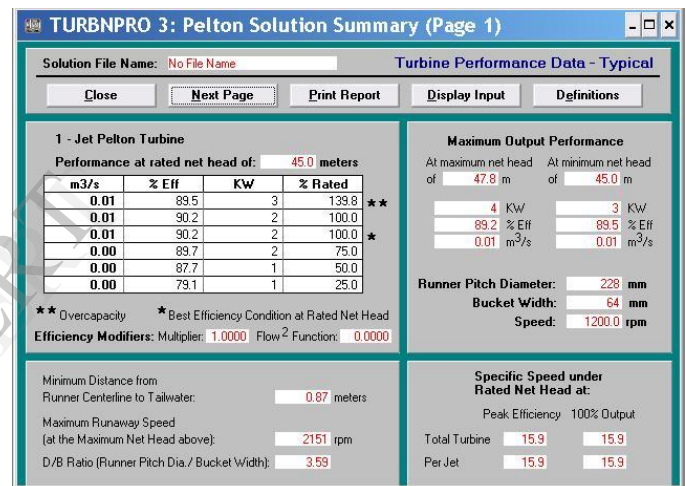 TURBNPRO 3: Pelton Solution Summary (Page 1)
Solution File Name: No File Name Turbine Performance Data - Typical
Close Next Page Print Report Display Input Definitions
1 - Jet Pelton Turbine
Performance at rated net head of: 45.0 meters
m3/s % Eff KW % Rated
0.01 89.5 3 139.8 **
0.01 90.2 2 100.0
0.01 90.2 2 100.0 *
0.00 89.7 2 75.0
0.00 87.7 1 50.0
0.00 79.1 1 25.0
** Overcapacity * Best Efficiency Condition at Rated Net Head
Efficiency Modifiers: Multiplier: 1.0000 Flow 2 Function: 0.0000
Maximum Output Performance
At maximum net head At minimum net head
of 47.8 m of 45.0 m
4 KW 3 KW
89.2 % Eff 89.5 % Eff
0.01 m3/s 0.01 m3/s
Runner Pitch Diameter: 228 mm
Bucket Width: 64 mm
Speed: 1200.0 rpm
Minimum Distance from
Runner Centerline to Tailwater: 0.87 meters
Maximum Runaway Speed
(at the Maximum Net Head above): 2151 rpm
D/B Ratio (Runner Pitch Dia./ Bucket Width): 3.59
Specific Speed under
Rated Net Head at:
Peak Efficiency 100% Output
Total Turbine 15.9 15.9
Per Jet 15.9 15.9